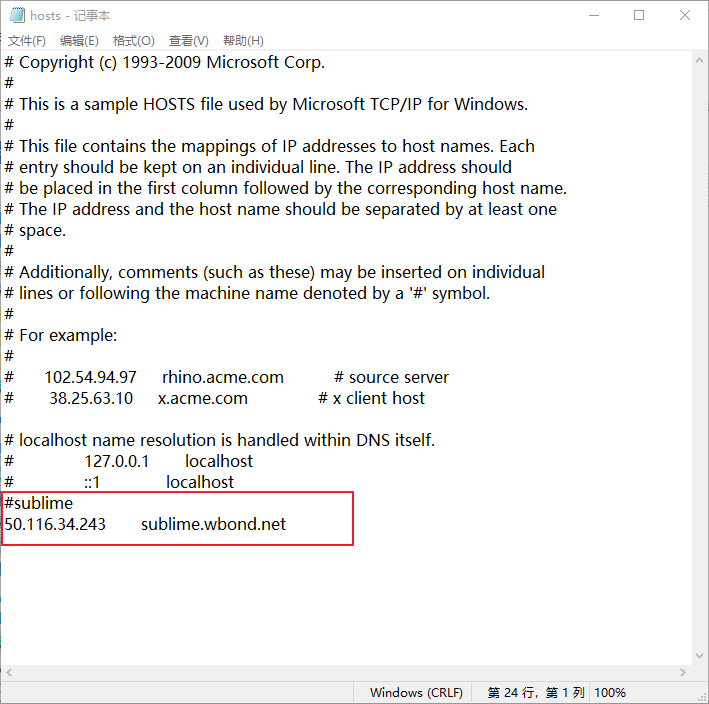 hosts - 记事本
文件(F) 编辑(E) 格式(O) 查看(V) 帮助(H)
# Copyright (c) 1993-2009 Microsoft Corp.
#
# This is a sample HOSTS file used by Microsoft TCP/IP for Windows.
#
# This file contains the mappings of IP addresses to host names. Each
# entry should be kept on an individual line. The IP address should
# be placed in the first column followed by the corresponding host name.
# The IP address and the host name should be separated by at least one
# space.
#
# Additionally, comments (such as these) may be inserted on individual
# lines or following the machine name denoted by a '#' symbol.
#
# For example:
#
# 102.54.94.97 rhino.acme.com # source server
# 38.25.63.10 x.acme.com # x client host
# localhost name resolution is handled within DNS itself.
# 127.0.0.1 localhost
# ::1 localhost
#sublime
50.116.34.243 sublime.wbond.net
Windows (CRLF) 第 24 行，第 1 列 100%